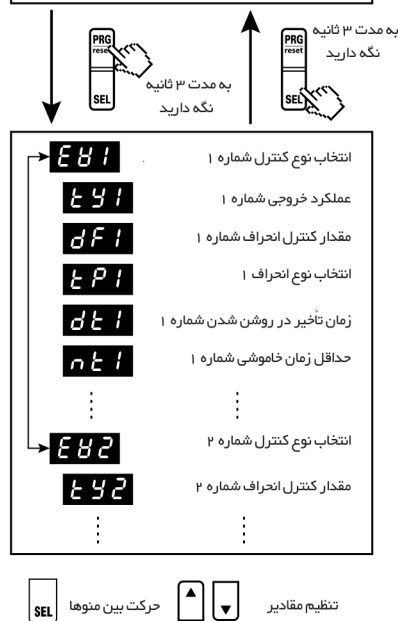 PRG
reset
SEL
به مدت ۳ ثانیه
نگه دارید
PRG
reset
SEL
به مدت ۳ ثانیه
نگه دارید
EV1 انتخاب نوع کنترل شماره ۱
ty1 عملکرد خروجی شماره ۱
dF1 مقدار کنترل انحراف شماره ۱
tP1 انتخاب نوع انحراف ۱
dt1 زمان تأخیر در روشن شدن شماره ۱
nt1 حداقل زمان خاموشی شماره ۱
EV2 انتخاب نوع کنترل شماره ۲
ty2 مقدار کنترل انحراف شماره ۲
تنظیم مقادیر
حرکت بین منوها
SEL